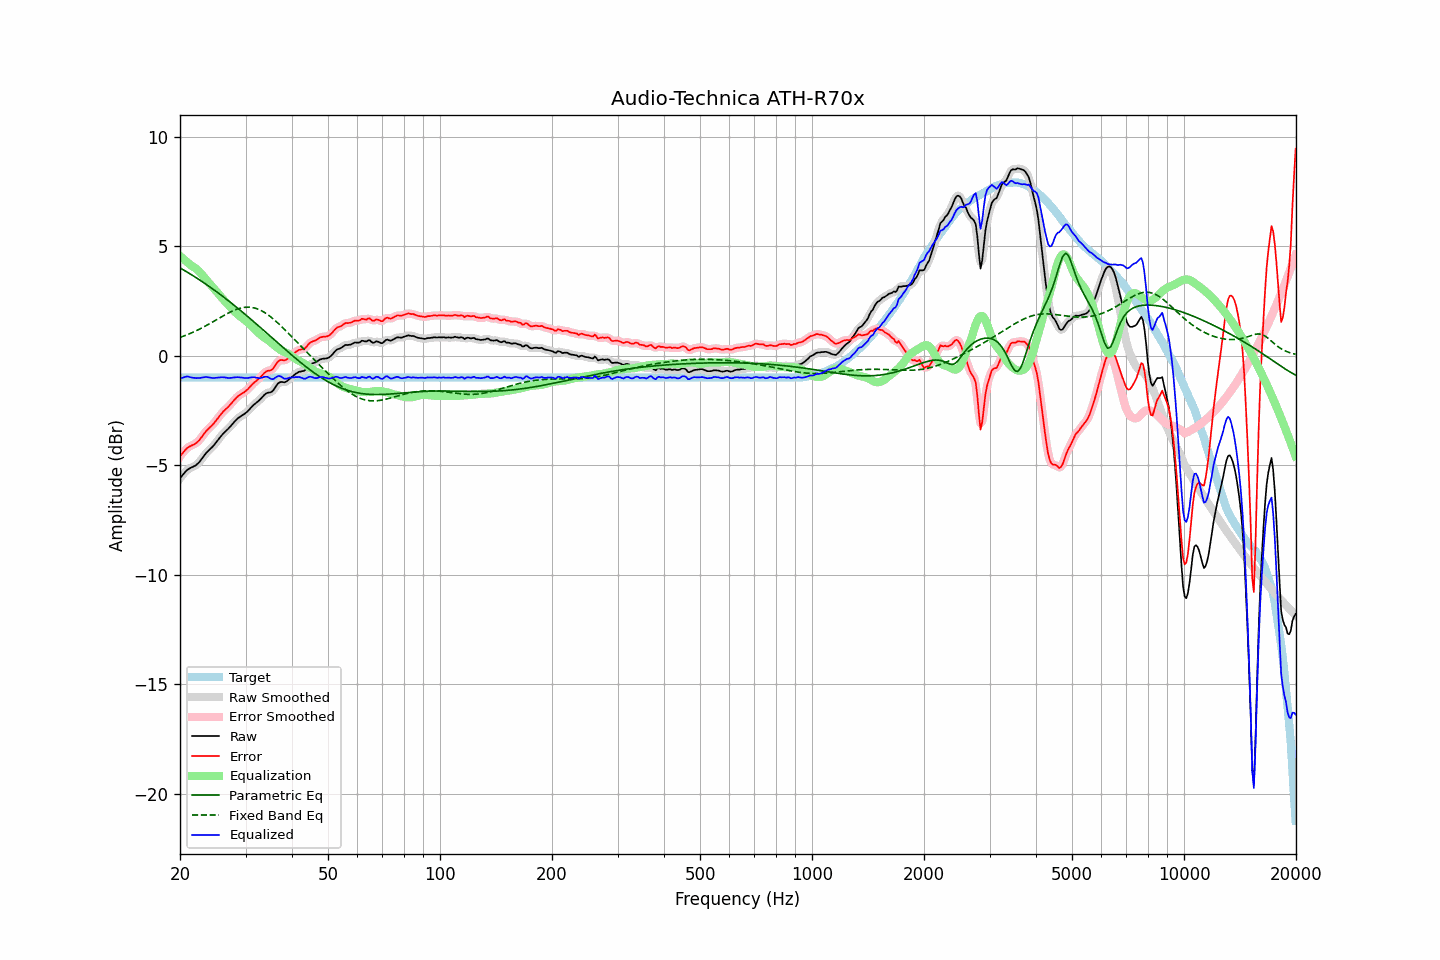 Audio-Technica ATH-R70x
Amplitude (dBr)
10
5
0
−5
−10
−15
−20
Target
Raw Smoothed
Error Smoothed
Raw
Error
Equalization
Parametric Eq
Fixed Band Eq
Equalized
20 50 100 200 500 1000 2000 5000 10000 20000
Frequency (Hz)